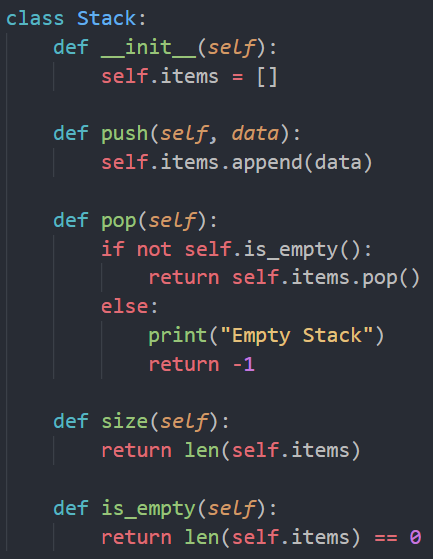 class Stack:
    def __init__(self):
        self.items = []

    def push(self, data):
        self.items.append(data)

    def pop(self):
        if not self.is_empty():
            return self.items.pop()
        else:
            print("Empty Stack")
            return -1

    def size(self):
        return len(self.items)

    def is_empty(self):
        return len(self.items) == 0